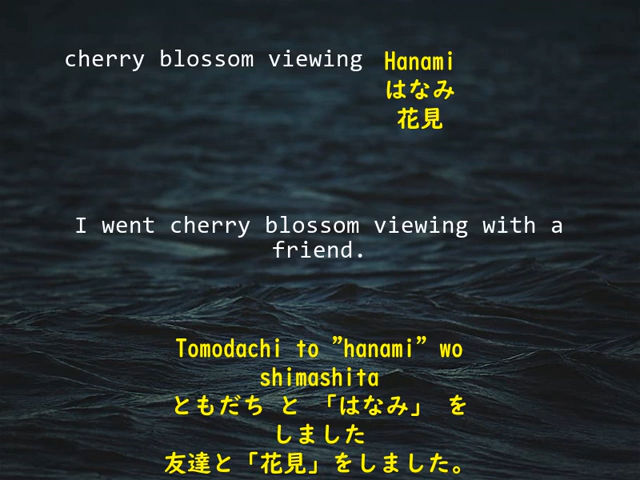 cherry blossom viewing
Hanami
はなみ
花見
I went cherry blossom viewing with a
friend.
Tomodachi to ”hanami” wo
shimashita
ともだち と 「はなみ」 を
しました
友達と「花見」をしました。